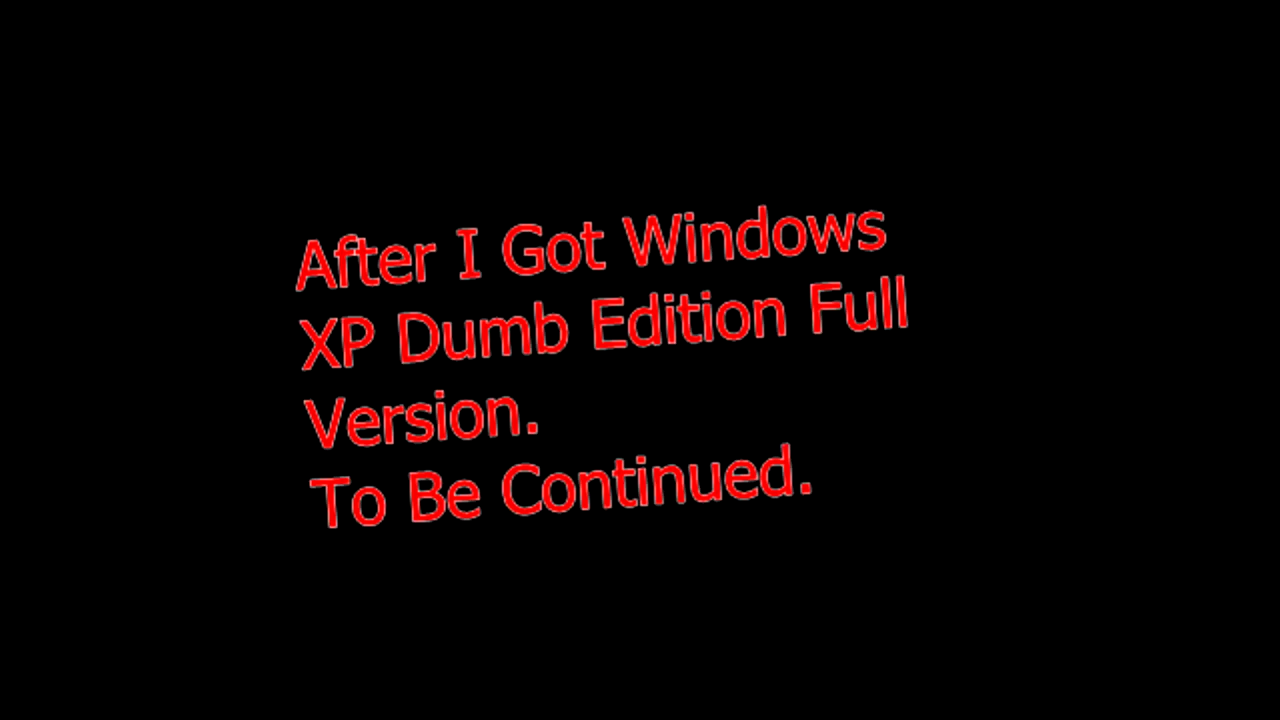 After I Got Windows
XP Dumb Edition Full
Version.
To Be Continued.